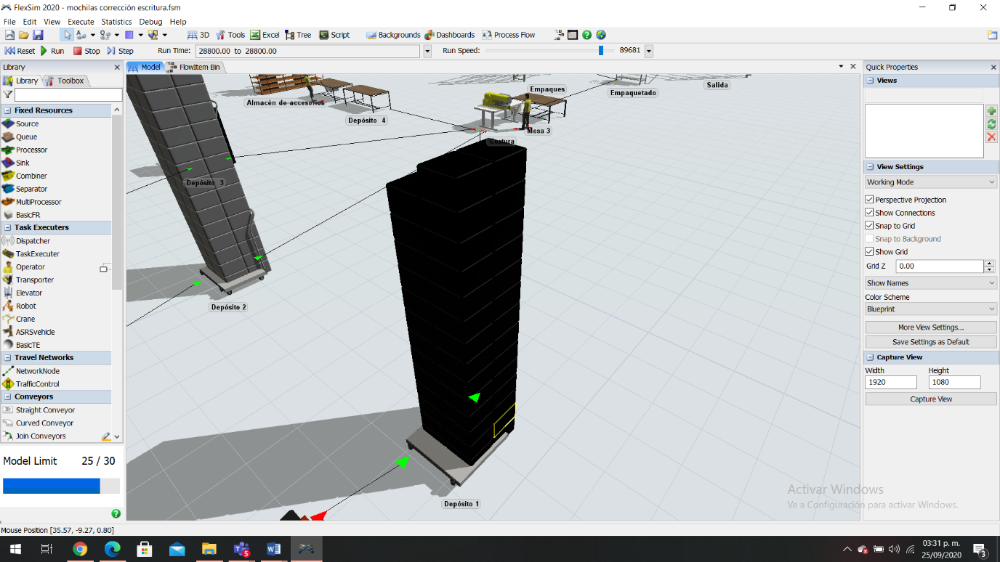 FlexSim 2020 - mochilas corrección escritura.fsm
File Edit View Execute Statistics Debug Help
3D Tools Excel Tree Script Backgrounds Dashboards Process Flow
Reset Run Stop Step Run Time: 28800.00 to 28800.00 Run Speed: 89681
Library
Library Toolbox
Fixed Resources
Source
Queue
Processor
Sink
Combiner
Separator
MultiProcessor
BasicFR
Task Executers
Dispatcher
TaskExecuter
Operator
Transporter
Elevator
Robot
Crane
ASRSvehicle
BasicTE
Travel Networks
NetworkNode
TrafficControl
Conveyors
Straight Conveyor
Curved Conveyor
Join Conveyors
Model Limit 25 / 30
Model FlowItem Bin
Salida
Empaques
Empaquetado
Almacén de accesorios
Depósito 4
Mesa 3
Costura
Depósito 3
Depósito 2
Depósito 1
Activar Windows
Ve a Configuración para activar Windows.
Quick Properties
Views
View Settings
Working Mode
Perspective Projection
Show Connections
Snap to Grid
Snap to Background
Show Grid
Grid Z 0.00
Show Names
Color Scheme
Blueprint
More View Settings...
Save Settings as Default
Capture View
Width Height
1920 1080
Capture View
Mouse Position [35.57, -9.27, 0.80]
5
03:31 p. m.
25/09/2020
3